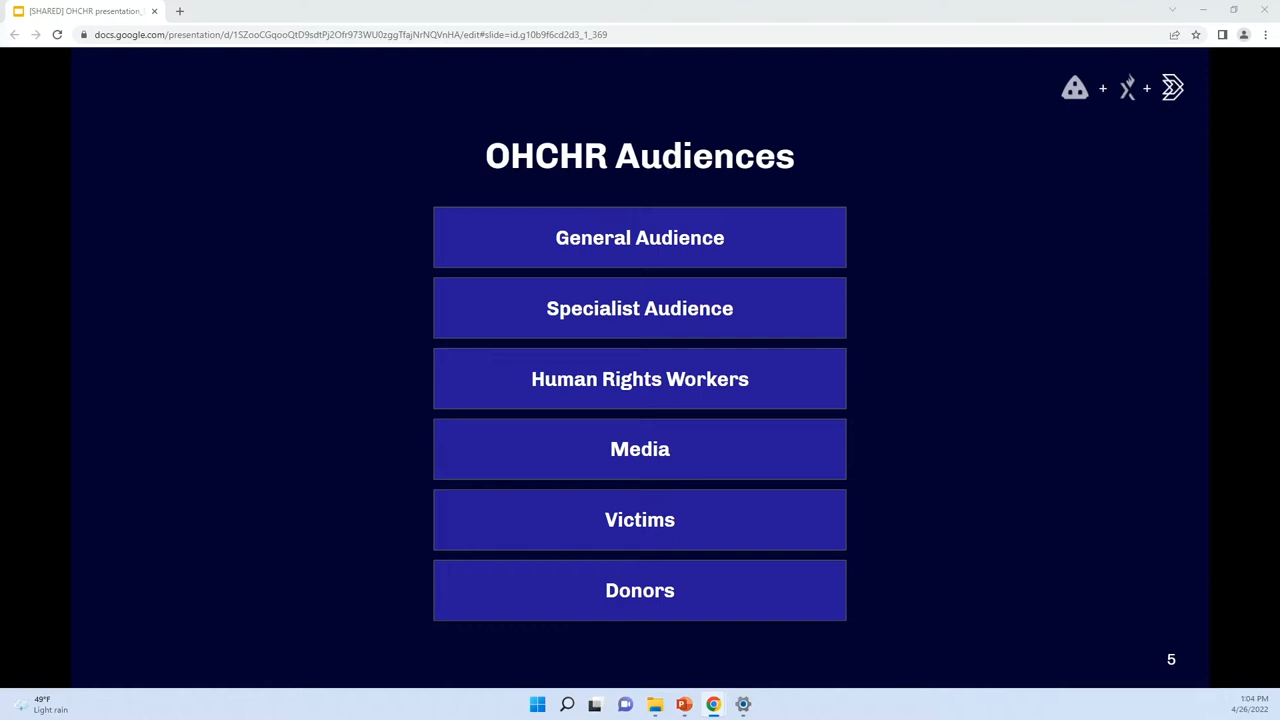 [SHARED] OHCHR presentation_
docs.google.com/presentation/d/1SZooCGqooQtD9sdtPj2Ofr973WU0zggTfajNrNQVnHA/edit#slide=id.g10b9f6cd2d3_1_369
+ +
OHCHR Audiences
General Audience
Specialist Audience
Human Rights Workers
Media
Victims
Donors
5
49°F
Light rain
1:04 PM
4/26/2022